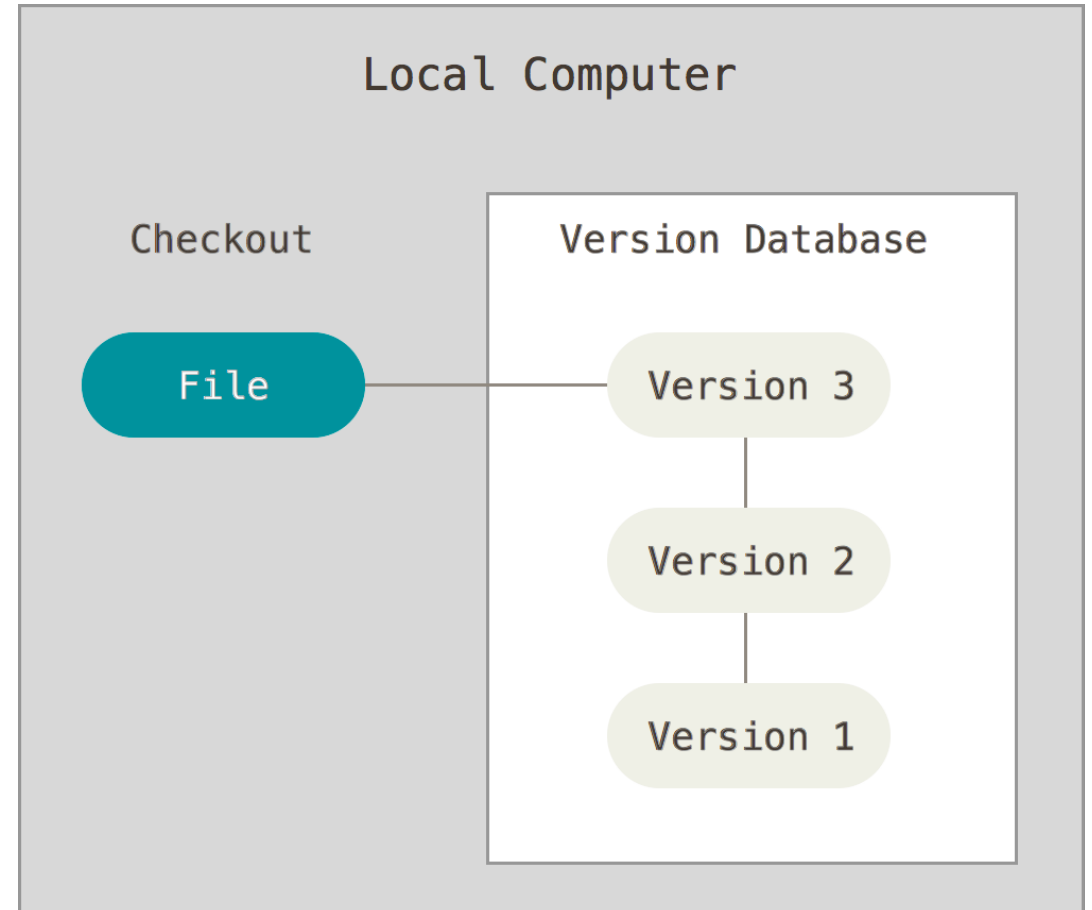 Local Computer
Checkout
Version Database
File
Version 3
Version 2
Version 1